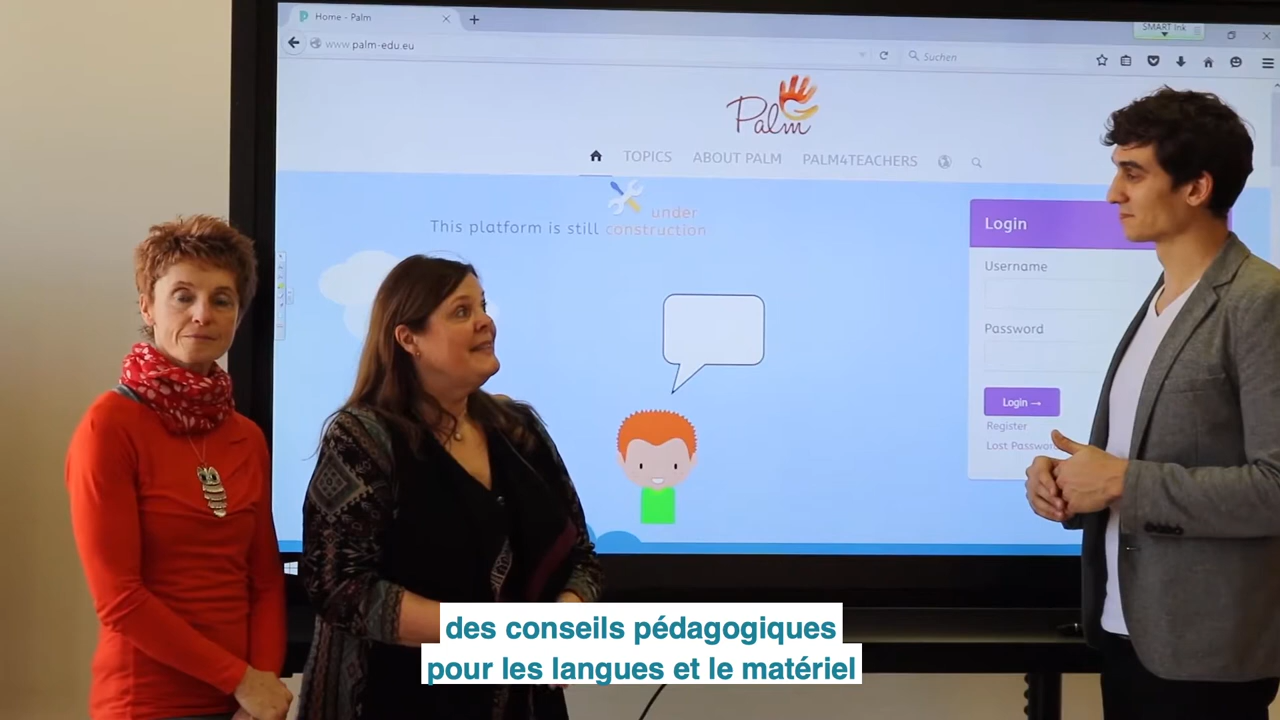 Home - Palm
SMART Ink
www.palm-edu.eu
Suchen
Palm
TOPICS ABOUT PALM PALM4TEACHERS
This platform is still under construction
Login
Username
Password
Login →
Register
Lost Passwo
des conseils pédagogiques
pour les langues et le matériel